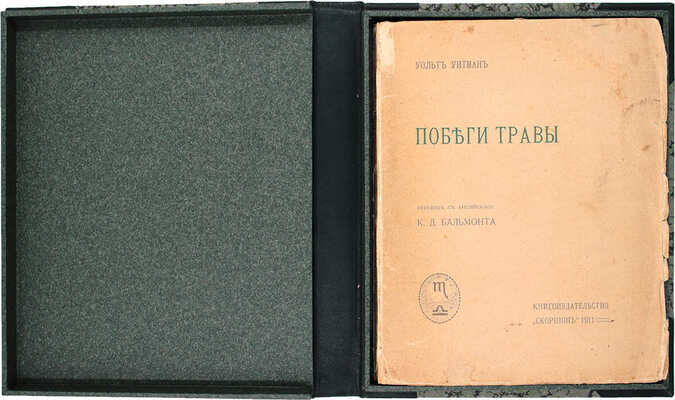 УОЛЬТЪ УИТМАНЪ
ПОБѢГИ ТРАВЫ
ПЕРЕВОДЪ СЪ АНГЛІЙСКАГО
К. Д. БАЛЬМОНТА
КНИГОИЗДАТЕЛЬСТВО
„СКОРПІОНЪ" 1911